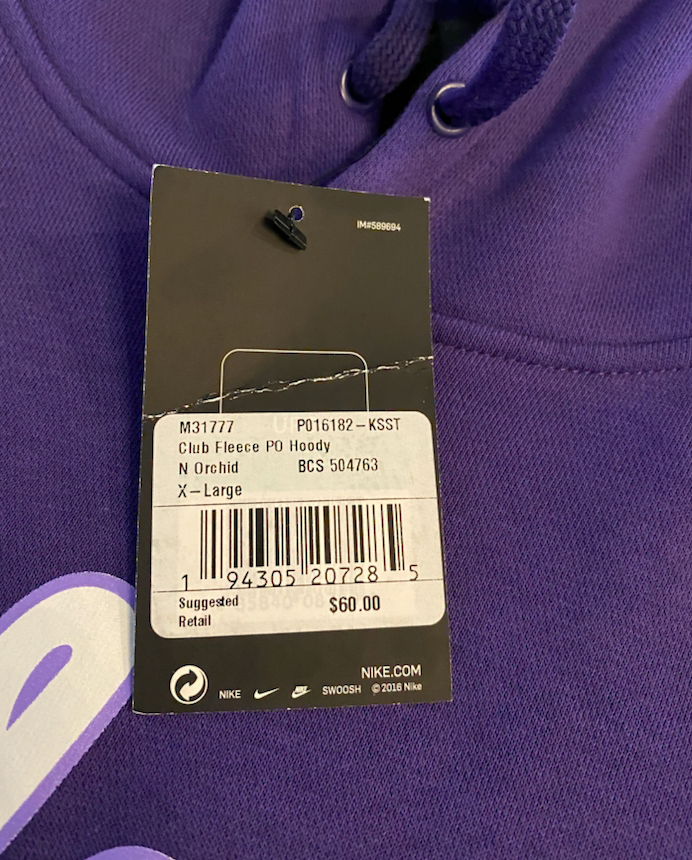 IM#589694
M31777 P016182-KSST
Club Fleece PO Hoody
N Orchid BCS 504763
X-Large
1 94305 20728 5
Suggested $60.00
Retail
NIKE.COM
NIKE SWOOSH ©2016 Nike